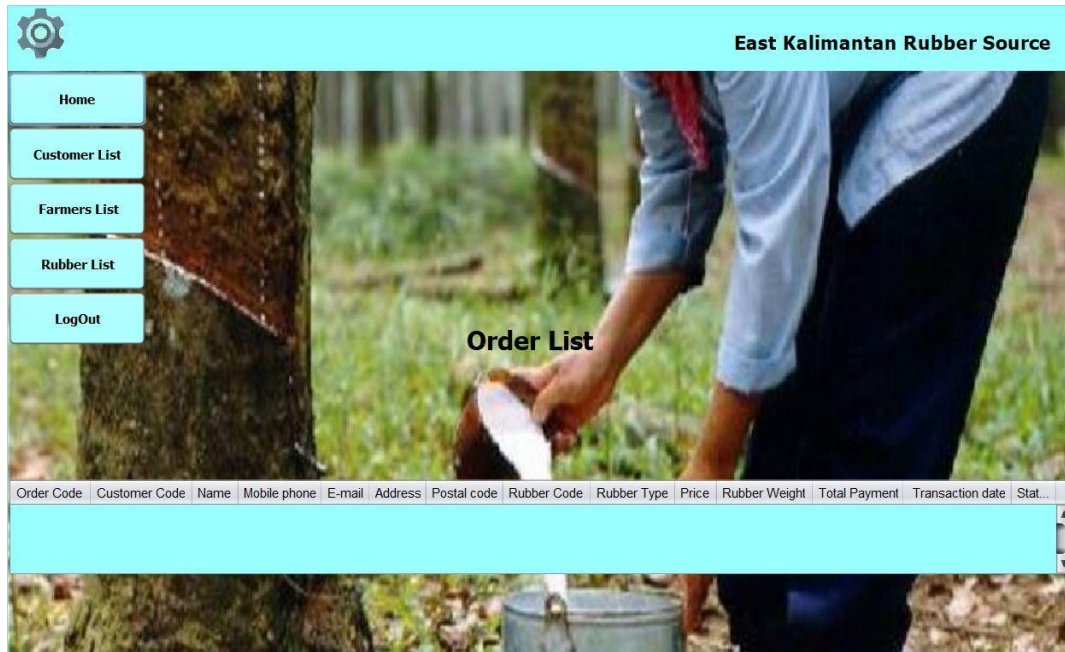 East Kalimantan Rubber Source
Home
Customer List
Farmers List
Rubber List
LogOut
Order List
Order Code Customer Code Name Mobile phone E-mail Address Postal code Rubber Code Rubber Type Price Rubber Weight Total Payment Transaction date Stat...